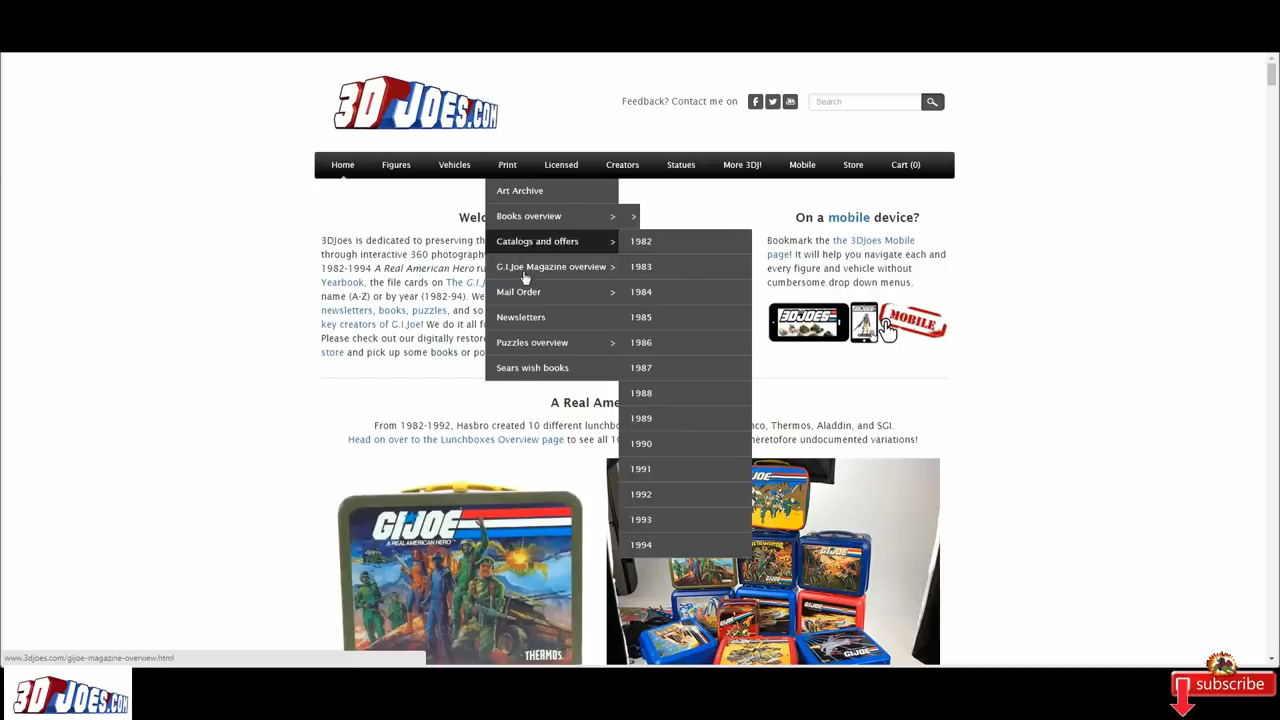 3D JOES.COM
Feedback? Contact me on
Search
Home Figures Vehicles Print Licensed Creators Statues More 3DJ! Mobile Store Cart (0)
Art Archive
Books overview >
>
Catalogs and offers >
G.I.Joe Magazine overview >
Mail Order >
Newsletters
Puzzles overview >
Sears wish books
1982
1983
1984
1985
1986
1987
1988
1989
1990
1991
1992
1993
1994
3DJoes is dedicated to preserving th
through interactive 360 photograph
1982-1994 A Real American Hero ru
Yearbook, the file cards on The G.I.J
name (A-Z) or by year (1982-94).
newsletters, books, puzzles, and so
key creators of G.I.Joe! We do it all f
Please check out our digitally restore
store and pick up some books or po
On a mobile device?
Bookmark the the 3DJoes Mobile
page! It will help you navigate each and
every figure and vehicle without
cumbersome drop down menus.
3DJOES
MOBILE
A Real Ame
From 1982-1992, Hasbro created 10 different lunchbo
nco, Thermos, Aladdin, and SGI.
Head on over to the Lunchboxes Overview page to see all 10
heretofore undocumented variations!
GI JOE
A REAL AMERICAN HERO
THERMOS.
GI JOE
www.3djoes.com/gijoe-magazine-overview.html
3D JOES.COM
subscribe